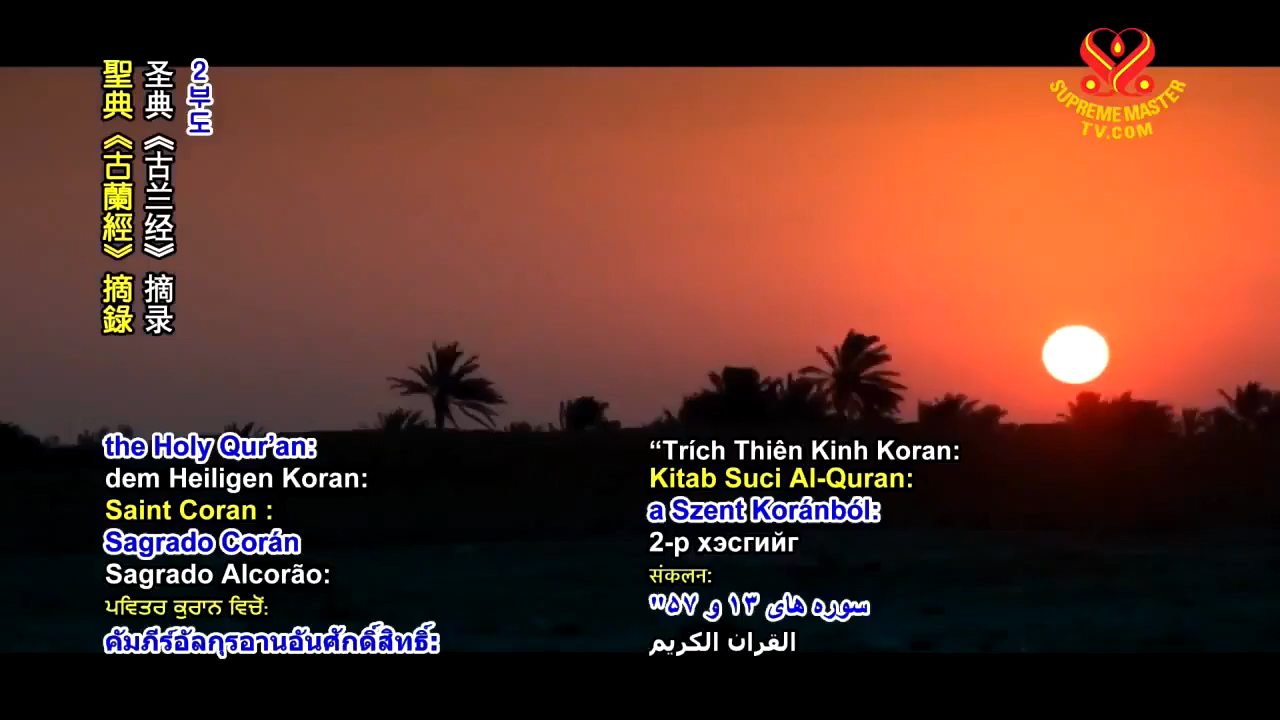 2부도
圣典《古兰经》摘录
聖典《古蘭經》摘錄
SUPREME MASTER
TV.COM
the Holy Qur’an:
dem Heiligen Koran:
Saint Coran :
Sagrado Corán
Sagrado Alcorão:
ਪਵਿਤਰ ਕੁਰਾਨ ਵਿਚੋਂ:
คัมภีร์อัลกุรอานอันศักดิ์สิทธิ์:
“Trích Thiên Kinh Koran:
Kitab Suci Al-Quran:
a Szent Koránból:
2-р хэсгийг
संकलन:
سوره های ۱۳ و ۵۷"
القران الكريم